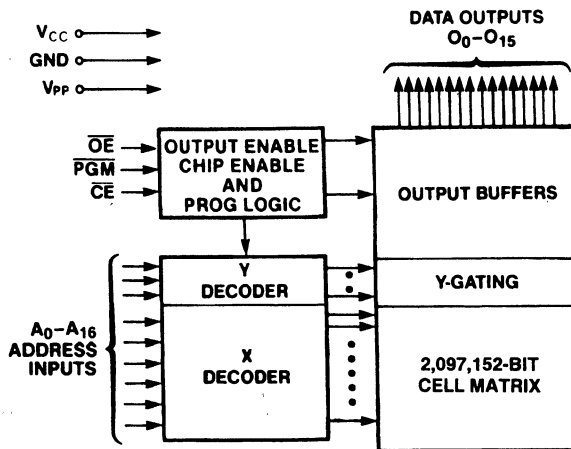 DATA OUTPUTS
O0–O15
VCC
GND
VPP
OE
PGM
CE
OUTPUT ENABLE
CHIP ENABLE
AND
PROG LOGIC
OUTPUT BUFFERS
Y
DECODER
Y-GATING
A0–A16
ADDRESS
INPUTS
X
DECODER
2,097,152-BIT
CELL MATRIX